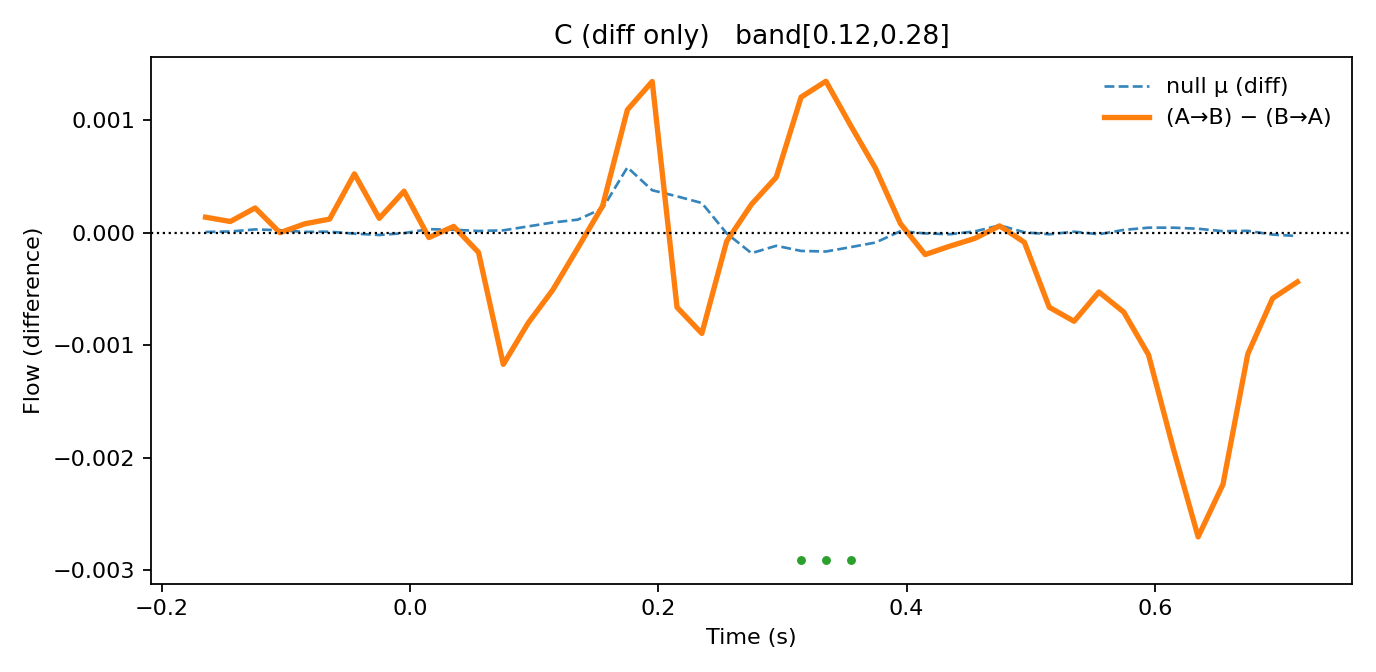 C (diff only)   band[0.12,0.28]
null μ (diff)
(A→B) − (B→A)
Flow (difference)
0.001
0.000
−0.001
−0.002
−0.003
−0.2
0.0
0.2
0.4
0.6
Time (s)